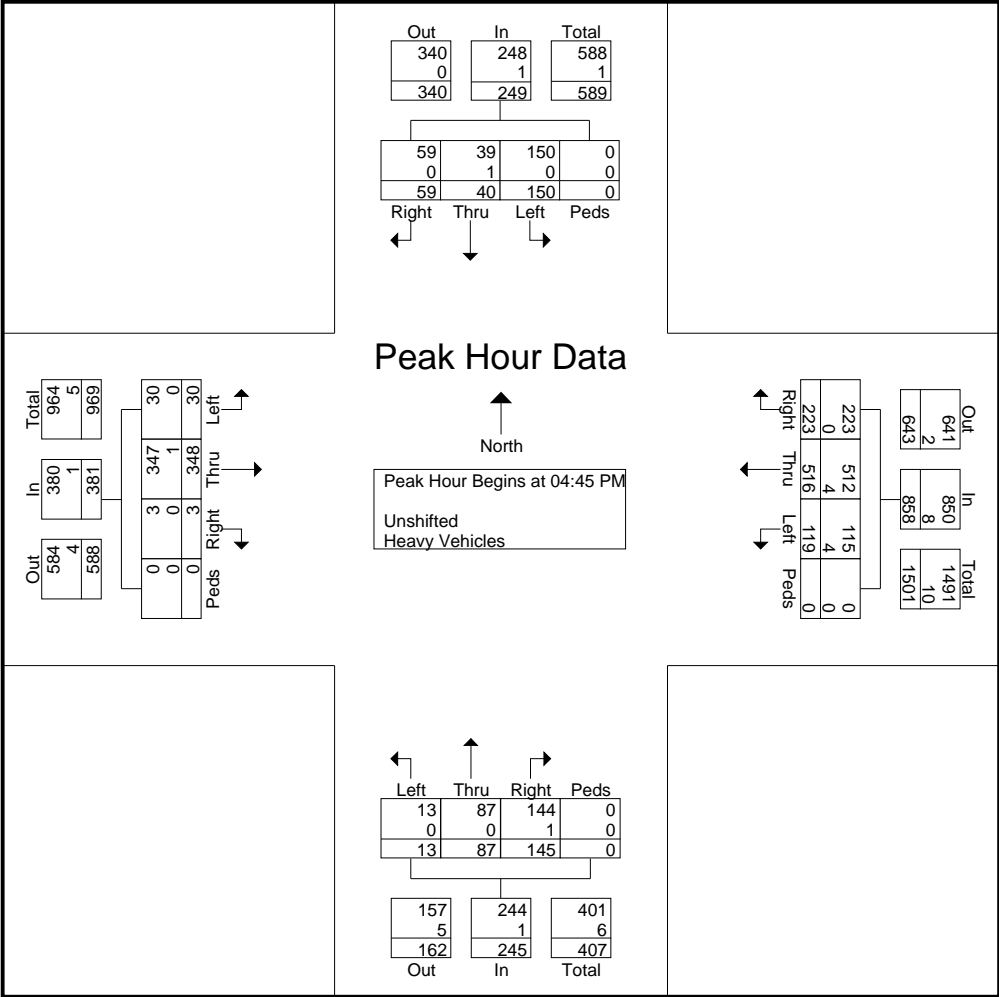 Out In Total
340 248 588
0 1 1
340 249 589
59 39 150 0
0 1 0 0
59 40 150 0
Right Thru Left Peds
Peak Hour Data
North
Peak Hour Begins at 04:45 PM
Unshifted
Heavy Vehicles
Total In Out
964 380 584
5 1 4
969 381 588
30 347 3 0
0 1 0 0
30 348 3 0
Left Thru Right Peds
Out In Total
641 850 1491
2 8 10
643 858 1501
223 512 115 0
0 4 4 0
223 516 119 0
Right Thru Left Peds
Left Thru Right Peds
13 87 144 0
0 0 1 0
13 87 145 0
157 244 401
5 1 6
162 245 407
Out In Total